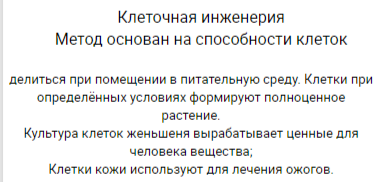 Клеточная инженерия
Метод основан на способности клеток
делиться при помещении в питательную среду. Клетки при
определённых условиях формируют полноценное
растение.
Культура клеток женьшеня вырабатывает ценные для
человека вещества;
Клетки кожи используют для лечения ожогов.